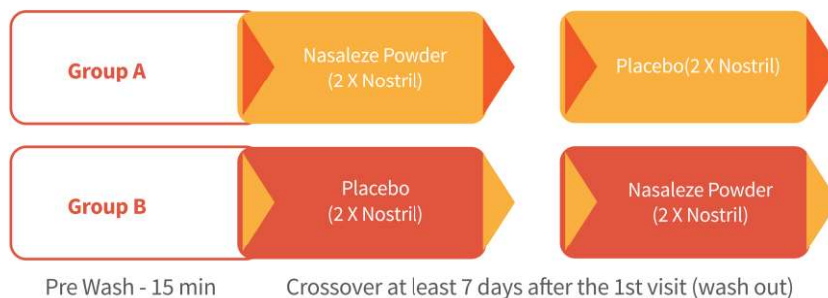 Group A
Nasaleze Powder
(2 X Nostril)
Placebo(2 X Nostril)
Group B
Placebo
(2 X Nostril)
Nasaleze Powder
(2 X Nostril)
Pre Wash - 15 min
Crossover at least 7 days after the 1st visit (wash out)